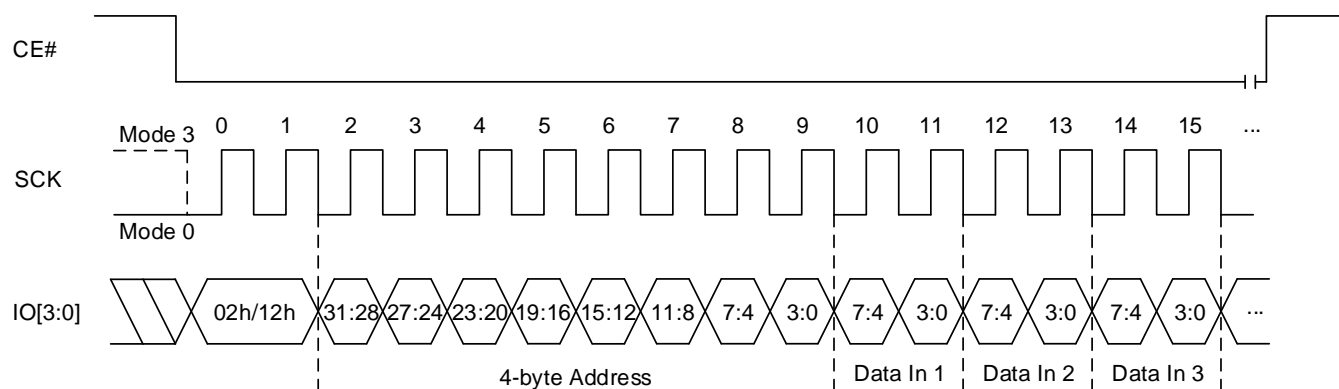 CE#
0 1 2 3 4 5 6 7 8 9 10 11 12 13 14 15 ...
Mode 3
SCK
Mode 0
IO[3:0] 02h/12h 31:28 27:24 23:20 19:16 15:12 11:8 7:4 3:0 7:4 3:0 7:4 3:0 7:4 3:0 ...
4-byte Address Data In 1 Data In 2 Data In 3